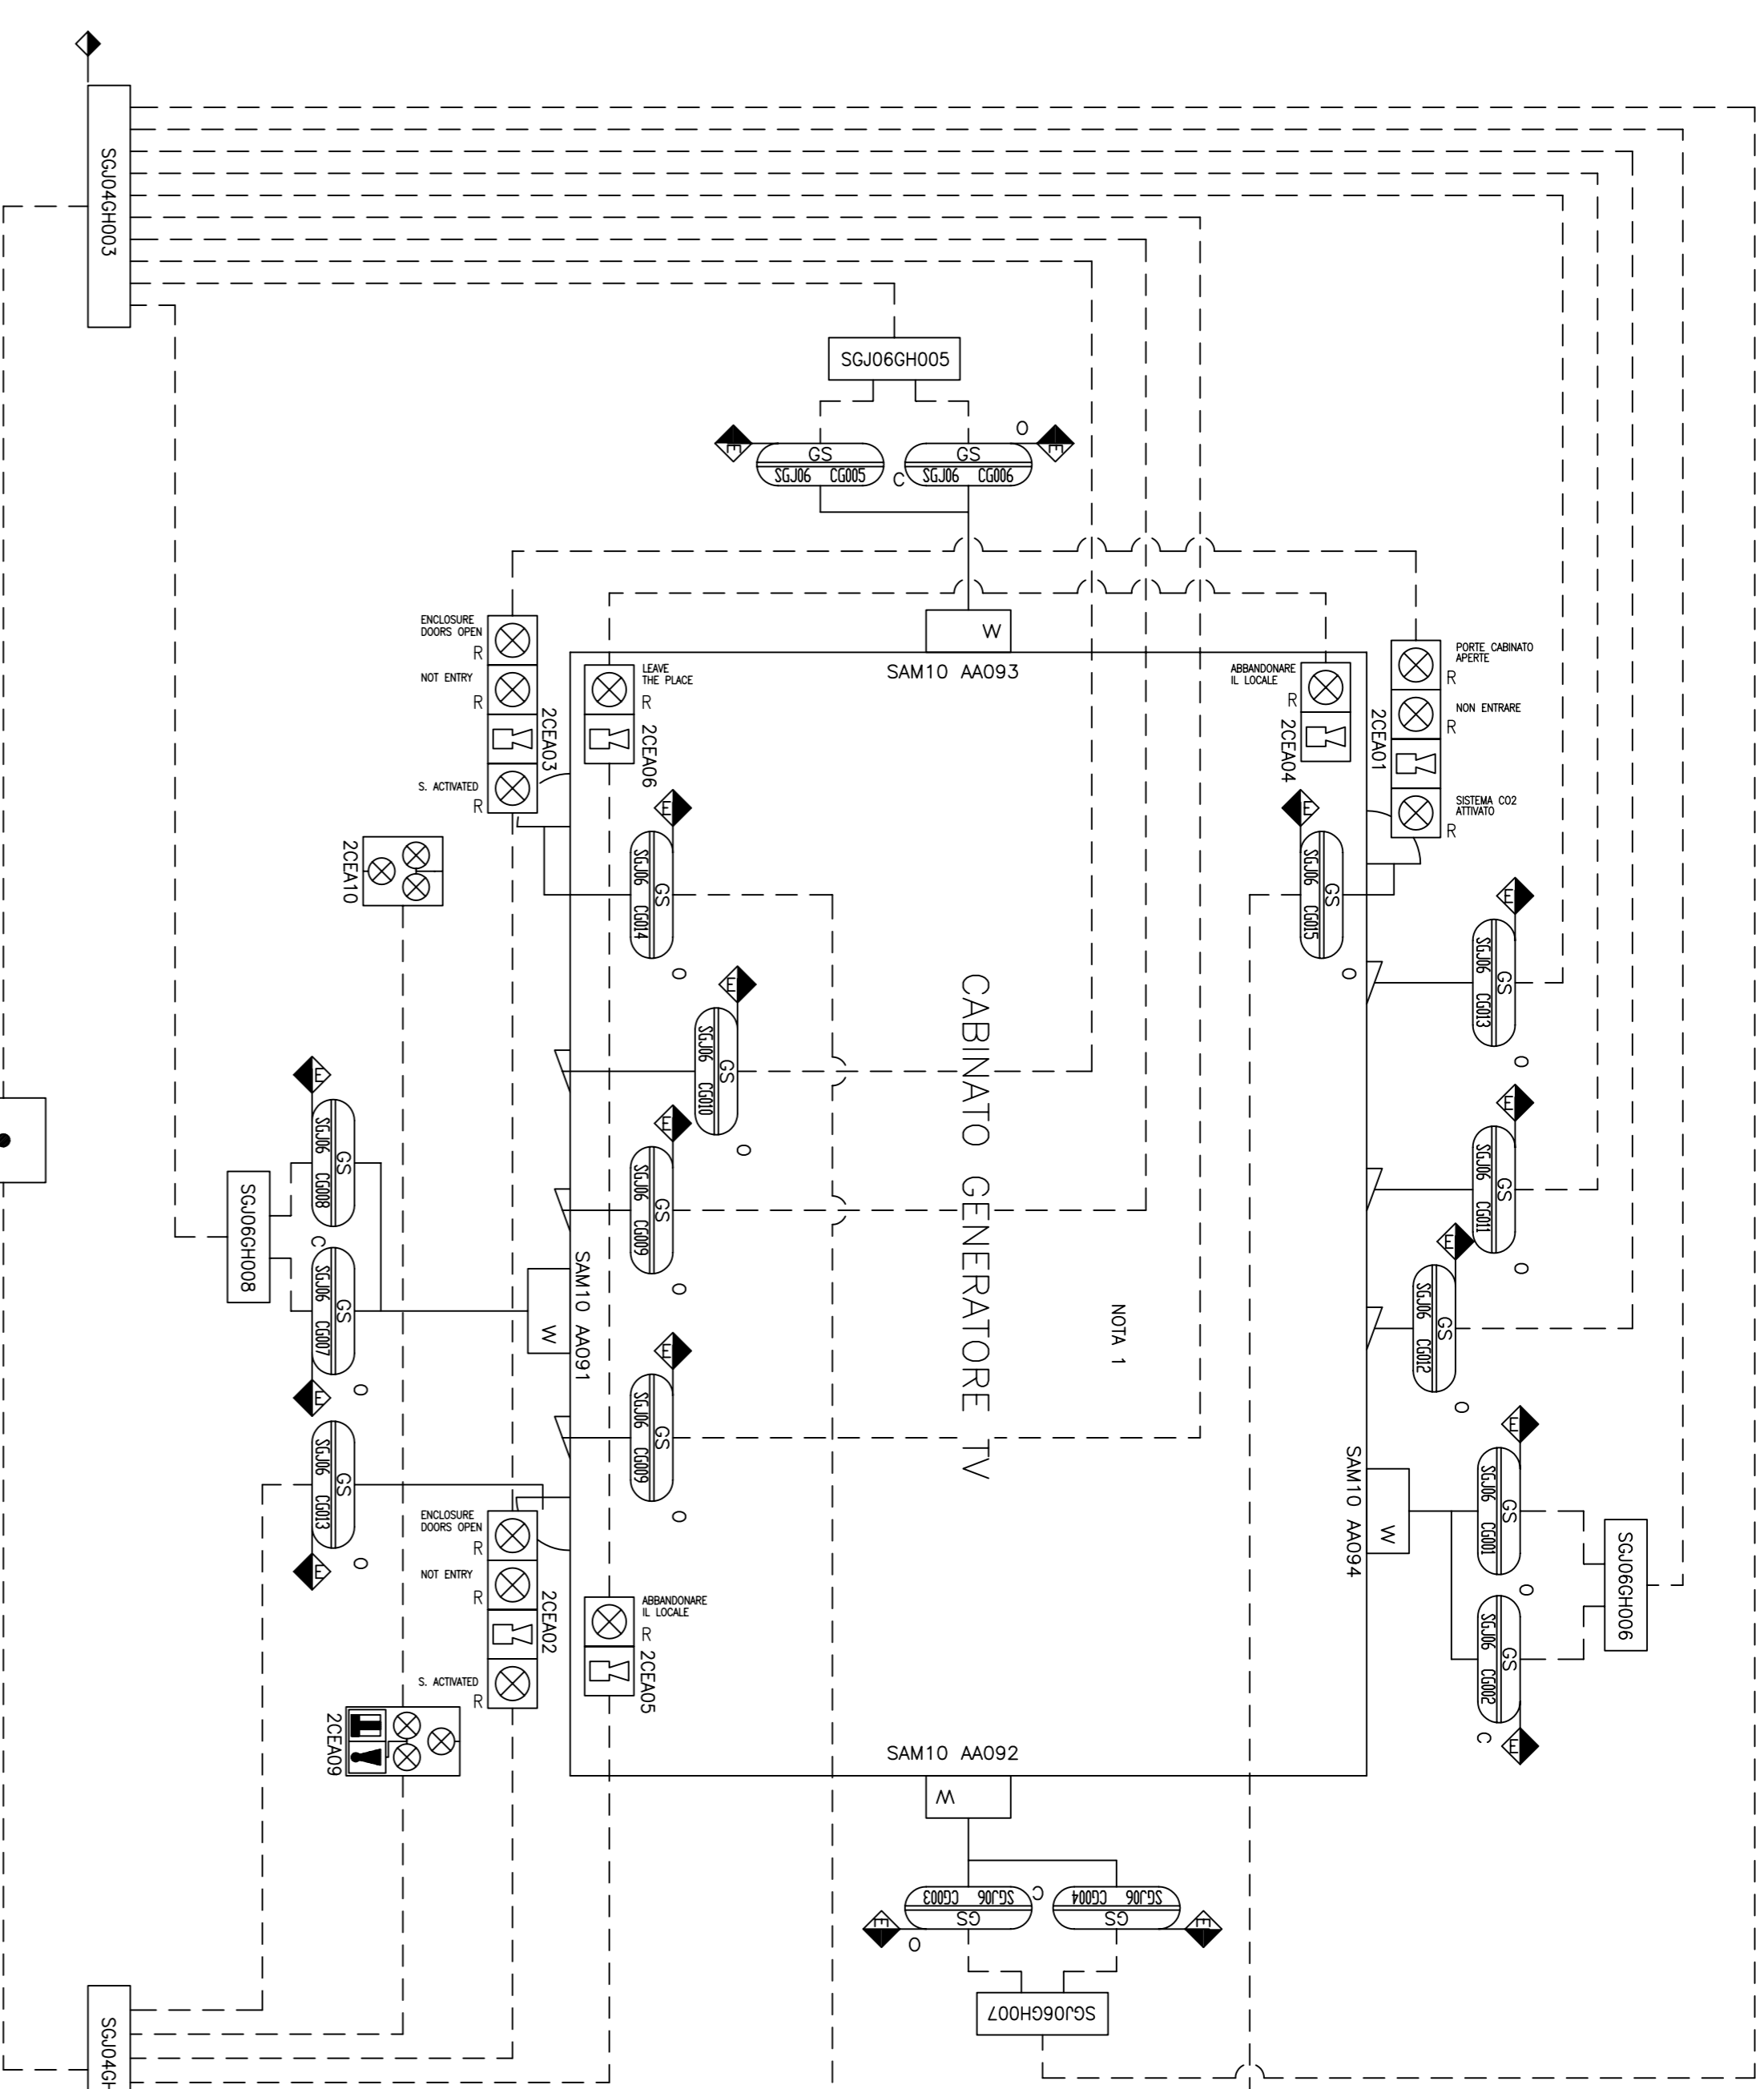 SGJ04GH003
SGJ06GH005
E
GS
SGJ06 CG005
C
O
E
GS
SGJ06 CG006
W
SAM10 AA093
ENCLOSURE
DOORS OPEN
R
NOT ENTRY
R
2CEA03
S. ACTIVATED
R
LEAVE
THE PLACE
R
2CEA06
ABBANDONARE
IL LOCALE
R
2CEA04
PORTE CABINATO
APERTE
R
NON ENTRARE
R
2CEA01
SISTEMA CO2
ATTIVATO
R
2CEA10
E
GS
SGJ06 CG014
O
E
GS
SGJ06 CG015
O
E
GS
SGJ06 CG013
O
E
GS
SGJ06 CG010
O
CABINATO GENERATORE TV
NOTA 1
E
GS
SGJ06 CG011
O
E
GS
SGJ06 CG009
O
E
GS
SGJ06 CG012
O
E
GS
SGJ06 CG008
C
SGJ06GH008
GS
SGJ06 CG007
E
O
SAM10 AA091
W
E
GS
SGJ06 CG009
O
GS
SGJ06 CG013
E
O
SAM10 AA094
W
E
GS
SGJ06 CG001
O
SGJ06GH006
GS
SGJ06 CG002
E
C
ENCLOSURE
DOORS OPEN
R
NOT ENTRY
R
2CEA02
S. ACTIVATED
R
ABBANDONARE
IL LOCALE
R
2CEA05
2CEA09
SAM10 AA092
W
SGJ06 CG003
GS
E
O
C
SGJ06 CG004
GS
E
SGJ06GH007
SGJ04GH